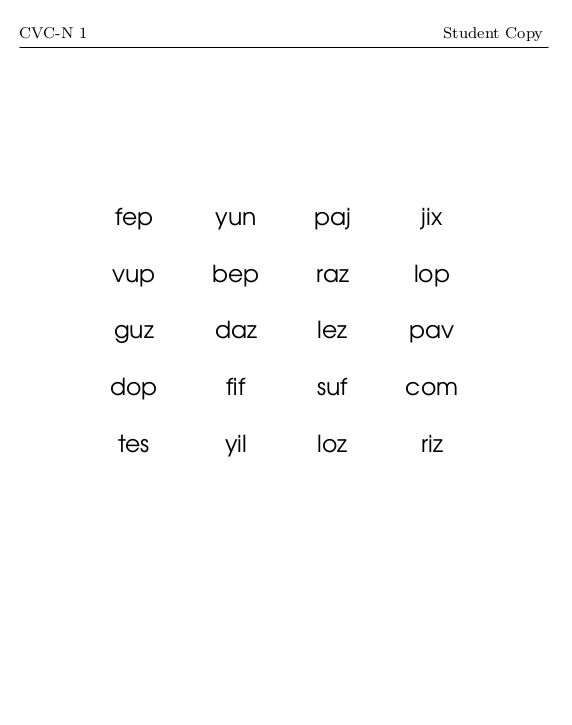 CVC-N 1 Student Copy
fep yun paj jix
vup bep raz lop
guz daz lez pav
dop fif suf com
tes yil loz riz